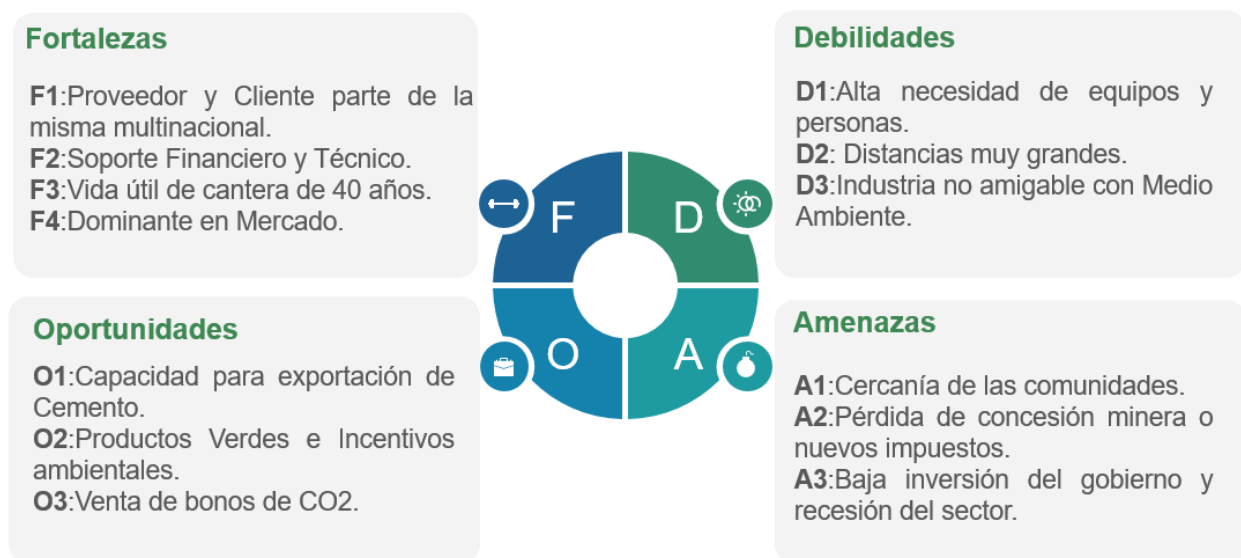 Fortalezas
F1:Proveedor y Cliente parte de la
misma multinacional.
F2:Soporte Financiero y Técnico.
F3:Vida útil de cantera de 40 años.
F4:Dominante en Mercado.
Debilidades
D1:Alta necesidad de equipos y
personas.
D2: Distancias muy grandes.
D3:Industria no amigable con Medio
Ambiente.
F
D
O
A
Oportunidades
O1:Capacidad para exportación de
Cemento.
O2:Productos Verdes e Incentivos
ambientales.
O3:Venta de bonos de CO2.
Amenazas
A1:Cercanía de las comunidades.
A2:Pérdida de concesión minera o
nuevos impuestos.
A3:Baja inversión del gobierno y
recesión del sector.